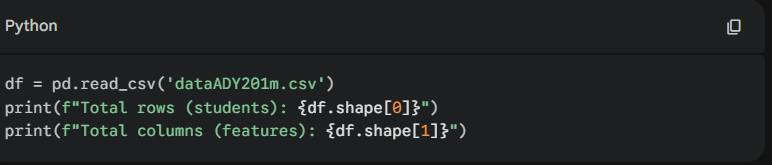 Python
df = pd.read_csv('dataADY201m.csv')
print(f"Total rows (students): {df.shape[0]}")
print(f"Total columns (features): {df.shape[1]}")